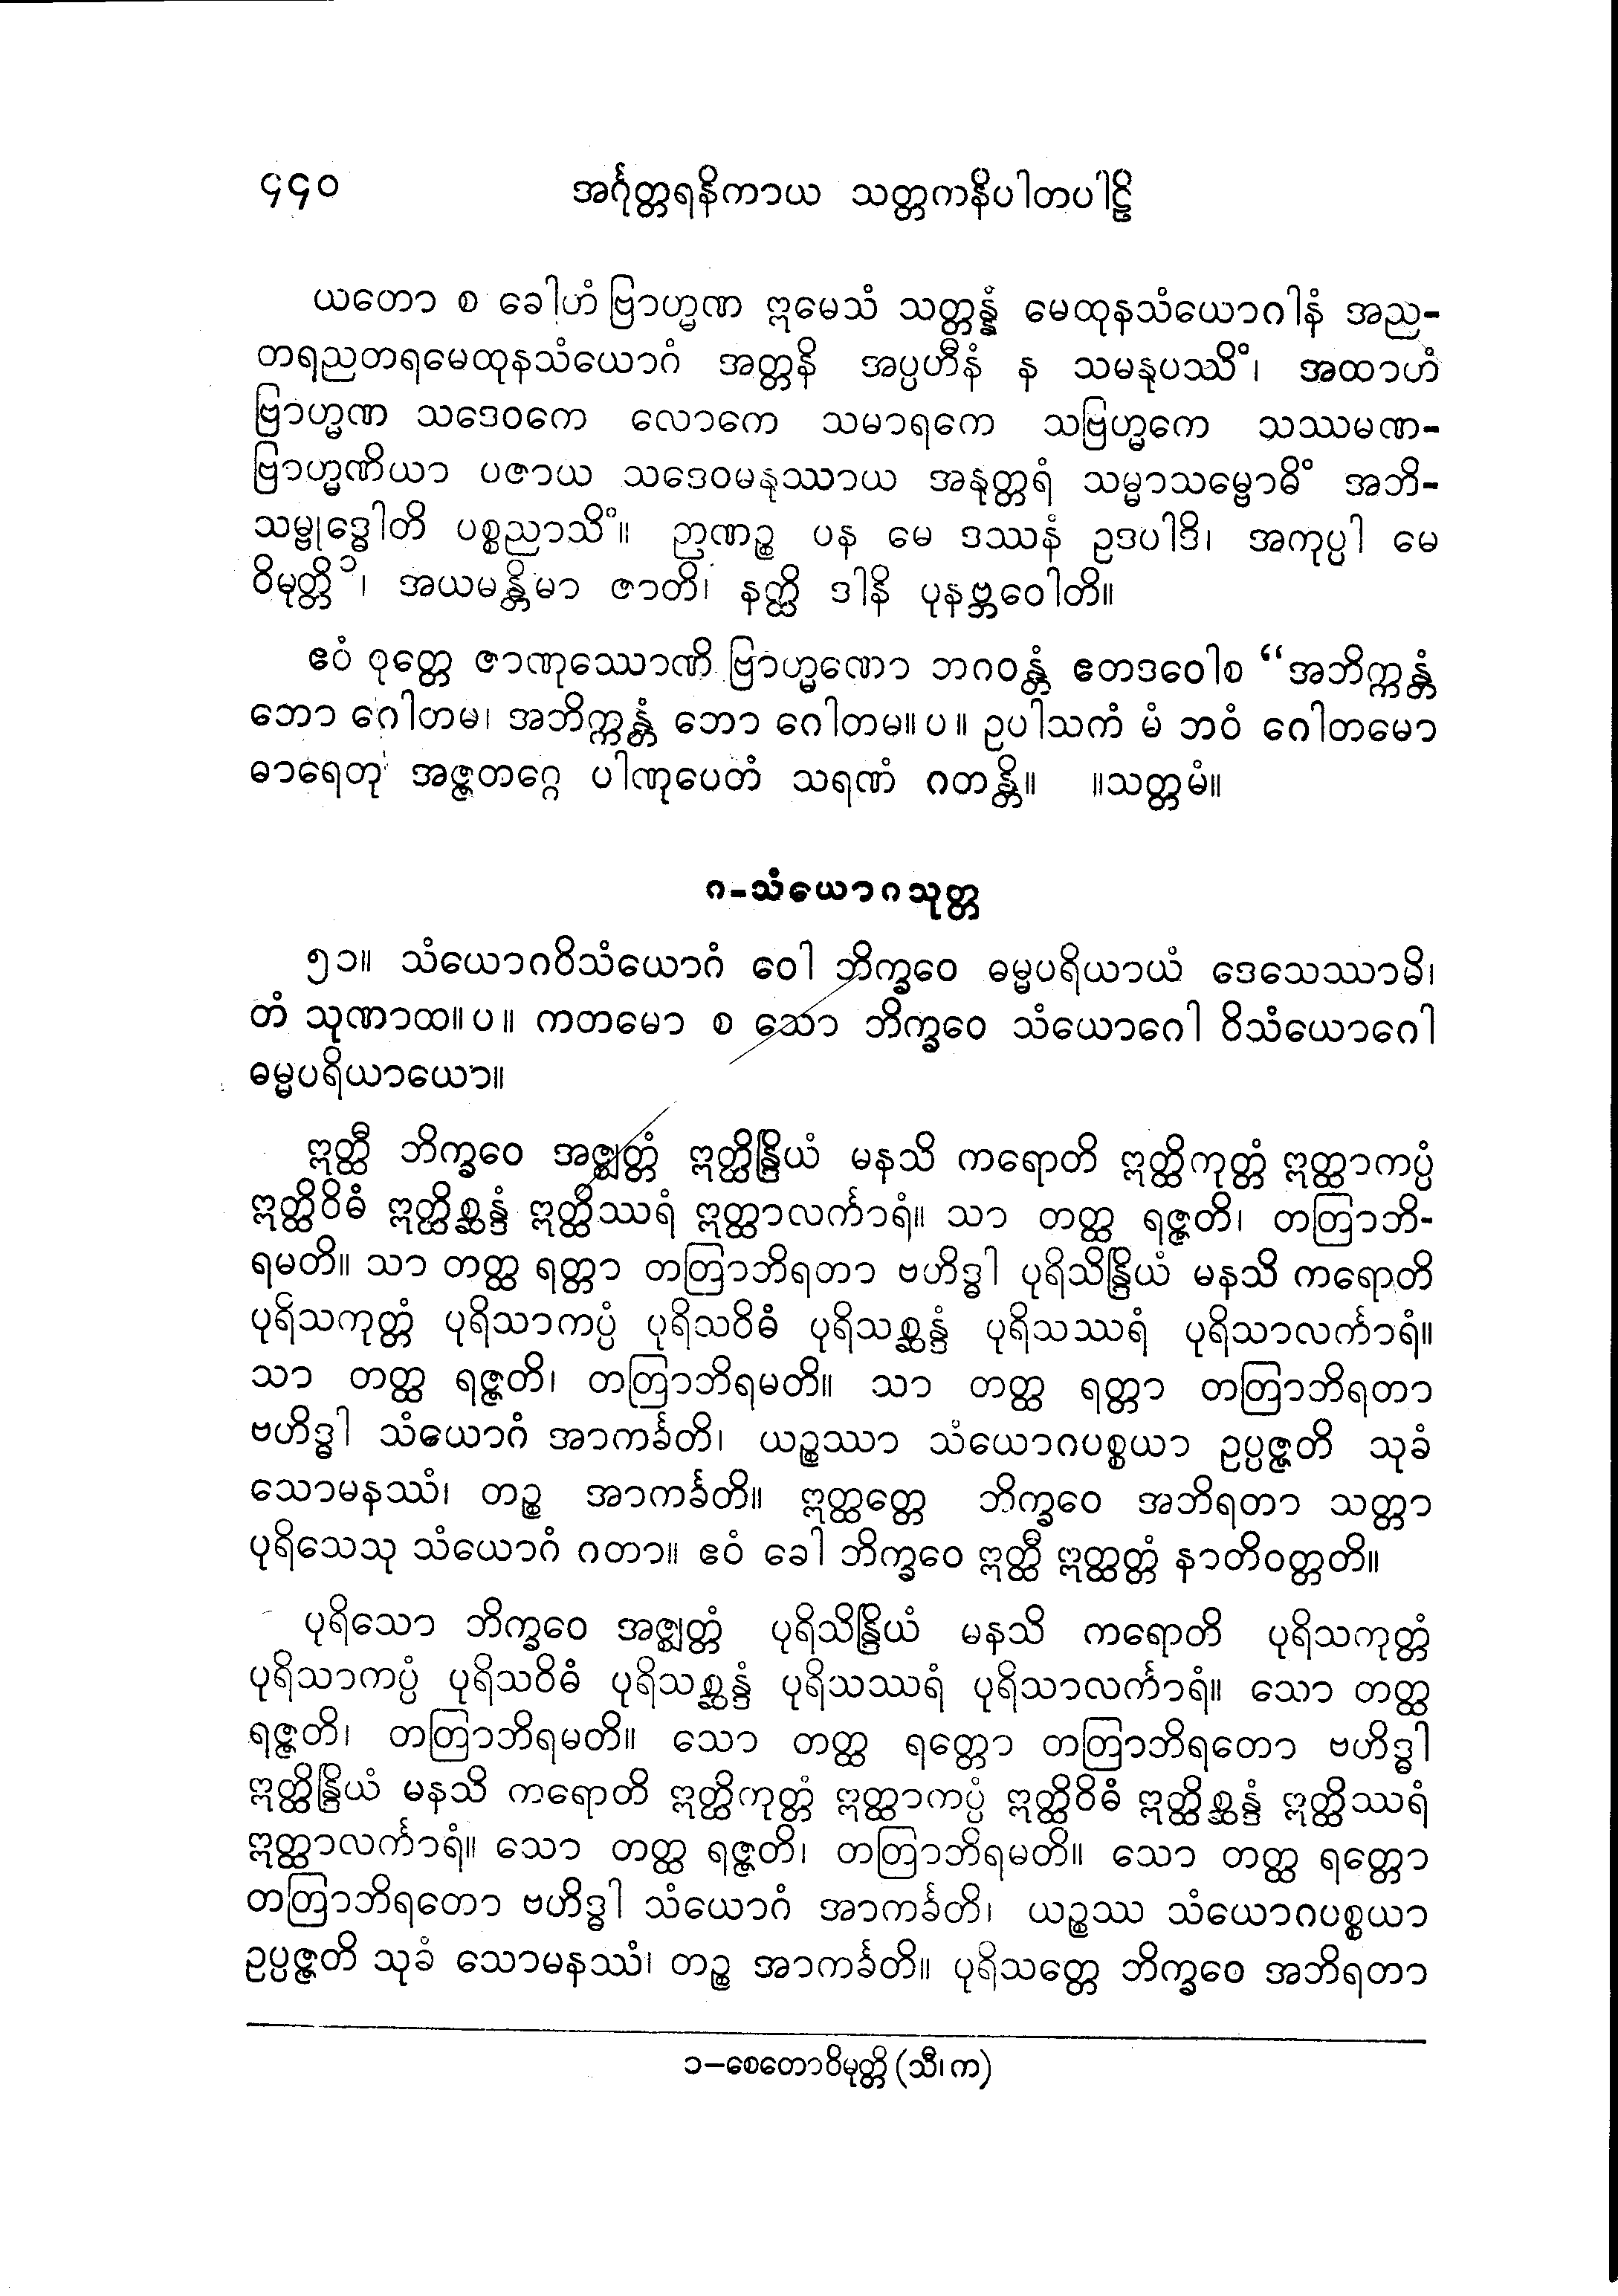 ၄၄၀ အင်္ဂုတ္တရနိကာယ သတ္တကနိပါတပါဠိ
ယတော စ ခေါဟံ ဗြာဟ္မဏ ဣမေသံ သတ္တန္နံ မေထုနသံယောဂါနံ အည-
တရညတရမေထုနသံယောဂံ အတ္တနိ အပ္ပဟီနံ န သမနုပဿိံ၊ အထာဟံ
ဗြာဟ္မဏ သဒေဝကေ လောကေ သမာရကေ သဗြဟ္မကေ သဿမဏ-
ဗြာဟ္မဏိယာ ပဇာယ သဒေဝမနုဿာယ အနုတ္တရံ သမ္မာသမ္ဗောဓိံ အဘိ-
သမ္ဗုဒ္ဓေါတိ ပစ္စညာသိံ။ ဉာဏဉ္စ ပန မေ ဒဿနံ ဥဒပါဒိ၊ အကုပ္ပါ မေ
ဝိမုတ္တိ၁၊ အယမန္တိမာ ဇာတိ၊ နတ္ထိ ဒါနိ ပုနဗ္ဘဝေါတိ။
ဧဝံ ဝုတ္တေ ဇာဏုဿောဏိ ဗြာဟ္မဏော ဘဂဝန္တံ ဧတဒဝေါစ “အဘိက္ကန္တံ
ဘော ဂေါတမ၊ အဘိက္ကန္တံ ဘော ဂေါတမ။ပ။ ဥပါသကံ မံ ဘဝံ ဂေါတမော
ဓာရေတု အဇ္ဇတဂ္ဂေ ပါဏုပေတံ သရဏံ ဂတန္တိ။ ။သတ္တမံ။
၈-သံယောဂသုတ္တ
၅၁။ သံယောဂဝိသံယောဂံ ဝေါ ဘိက္ခဝေ ဓမ္မပရိယာယံ ဒေသေဿာမိ၊
တံ သုဏာထ။ပ။ ကတမော စ သော ဘိက္ခဝေ သံယောဂေါ ဝိသံယောဂေါ
ဓမ္မပရိယာယော။
ဣတ္ထီ ဘိက္ခဝေ အဇ္ဈတ္တံ ဣတ္ထိန္ဒြိယံ မနသိ ကရောတိ ဣတ္ထိကုတ္တံ ဣတ္ထာကပ္ပံ
ဣတ္ထိဝိဓံ ဣတ္ထိစ္ဆန္ဒံ ဣတ္ထိဿရံ ဣတ္ထာလင်္ကာရံ။ သာ တတ္ထ ရဇ္ဇတိ၊ တတြာဘိ-
ရမတိ။ သာ တတ္ထ ရတ္တာ တတြာဘိရတာ ဗဟိဒ္ဓါ ပုရိသိန္ဒြိယံ မနသိ ကရောတိ
ပုရိသကုတ္တံ ပုရိသာကပ္ပံ ပုရိသဝိဓံ ပုရိသစ္ဆန္ဒံ ပုရိသဿရံ ပုရိသာလင်္ကာရံ။
သာ တတ္ထ ရဇ္ဇတိ၊ တတြာဘိရမတိ။ သာ တတ္ထ ရတ္တာ တတြာဘိရတာ
ဗဟိဒ္ဓါ သံယောဂံ အာကင်္ခတိ၊ ယဉ္စဿာ သံယောဂပစ္စယာ ဥပ္ပဇ္ဇတိ သုခံ
သောမနဿံ၊ တဉ္စ အာကင်္ခတိ။ ဣတ္ထတ္တေ ဘိက္ခဝေ အဘိရတာ သတ္တာ
ပုရိသေသု သံယောဂံ ဂတာ။ ဧဝံ ခေါ ဘိက္ခဝေ ဣတ္ထီ ဣတ္ထတ္တံ နာတိဝတ္တတိ။
ပုရိသော ဘိက္ခဝေ အဇ္ဈတ္တံ ပုရိသိန္ဒြိယံ မနသိ ကရောတိ ပုရိသကုတ္တံ
ပုရိသာကပ္ပံ ပုရိသဝိဓံ ပုရိသစ္ဆန္ဒံ ပုရိသဿရံ ပုရိသာလင်္ကာရံ။ သော တတ္ထ
ရဇ္ဇတိ၊ တတြာဘိရမတိ။ သော တတ္ထ ရတ္တော တတြာဘိရတော ဗဟိဒ္ဓါ
ဣတ္ထိန္ဒြိယံ မနသိ ကရောတိ ဣတ္ထိကုတ္တံ ဣတ္ထာကပ္ပံ ဣတ္ထိဝိဓံ ဣတ္ထိစ္ဆန္ဒံ ဣတ္ထိဿရံ
ဣတ္ထာလင်္ကာရံ။ သော တတ္ထ ရဇ္ဇတိ၊ တတြာဘိရမတိ။ သော တတ္ထ ရတ္တော
တတြာဘိရတော ဗဟိဒ္ဓါ သံယောဂံ အာကင်္ခတိ၊ ယဉ္စဿ သံယောဂပစ္စယာ
ဥပ္ပဇ္ဇတိ သုခံ သောမနဿံ၊ တဉ္စ အာကင်္ခတိ။ ပုရိသတ္တေ ဘိက္ခဝေ အဘိရတာ
၁–စေတောဝိမုတ္တိ (သီ၊ က)